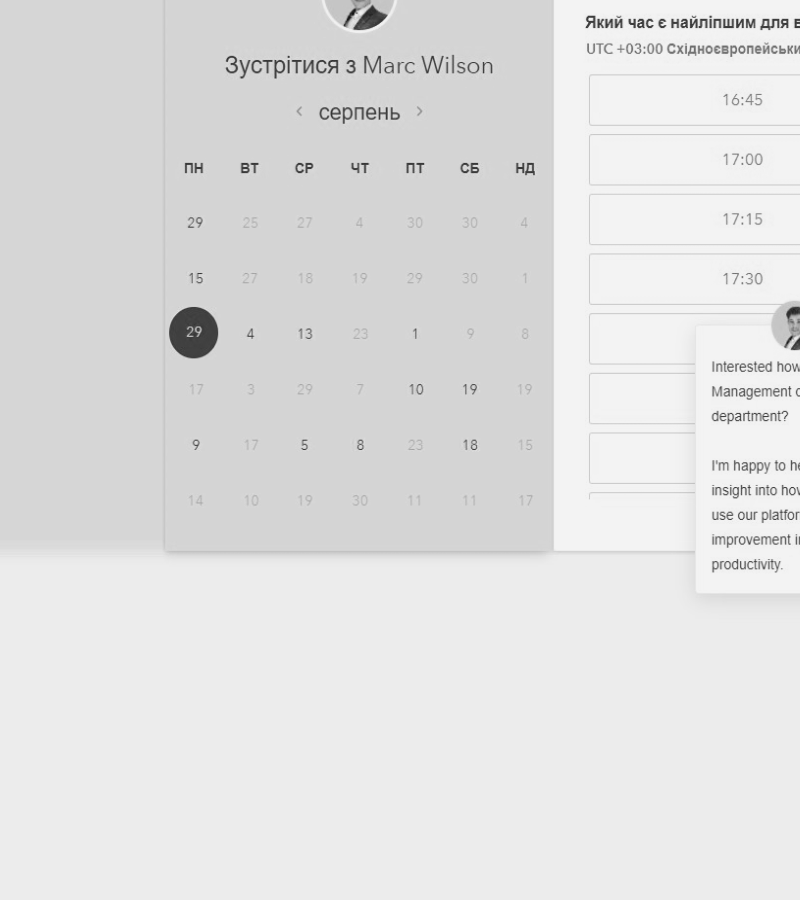 Зустрітися з Marc Wilson
серпень
ПН ВТ СР ЧТ ПТ СБ НД
29 25 27 4 30 30 4
15 27 18 19 29 30 1
29 4 13 23 1 9 8
17 3 29 7 10 19 19
9 17 5 8 23 18 15
14 10 19 30 11 11 17
Який час є найліпшим для
UTC +03:00
16:45
17:00
17:15
17:30
Interested how
Management
department?
I'm happy to
insight into how
use our
improvement
productivity.